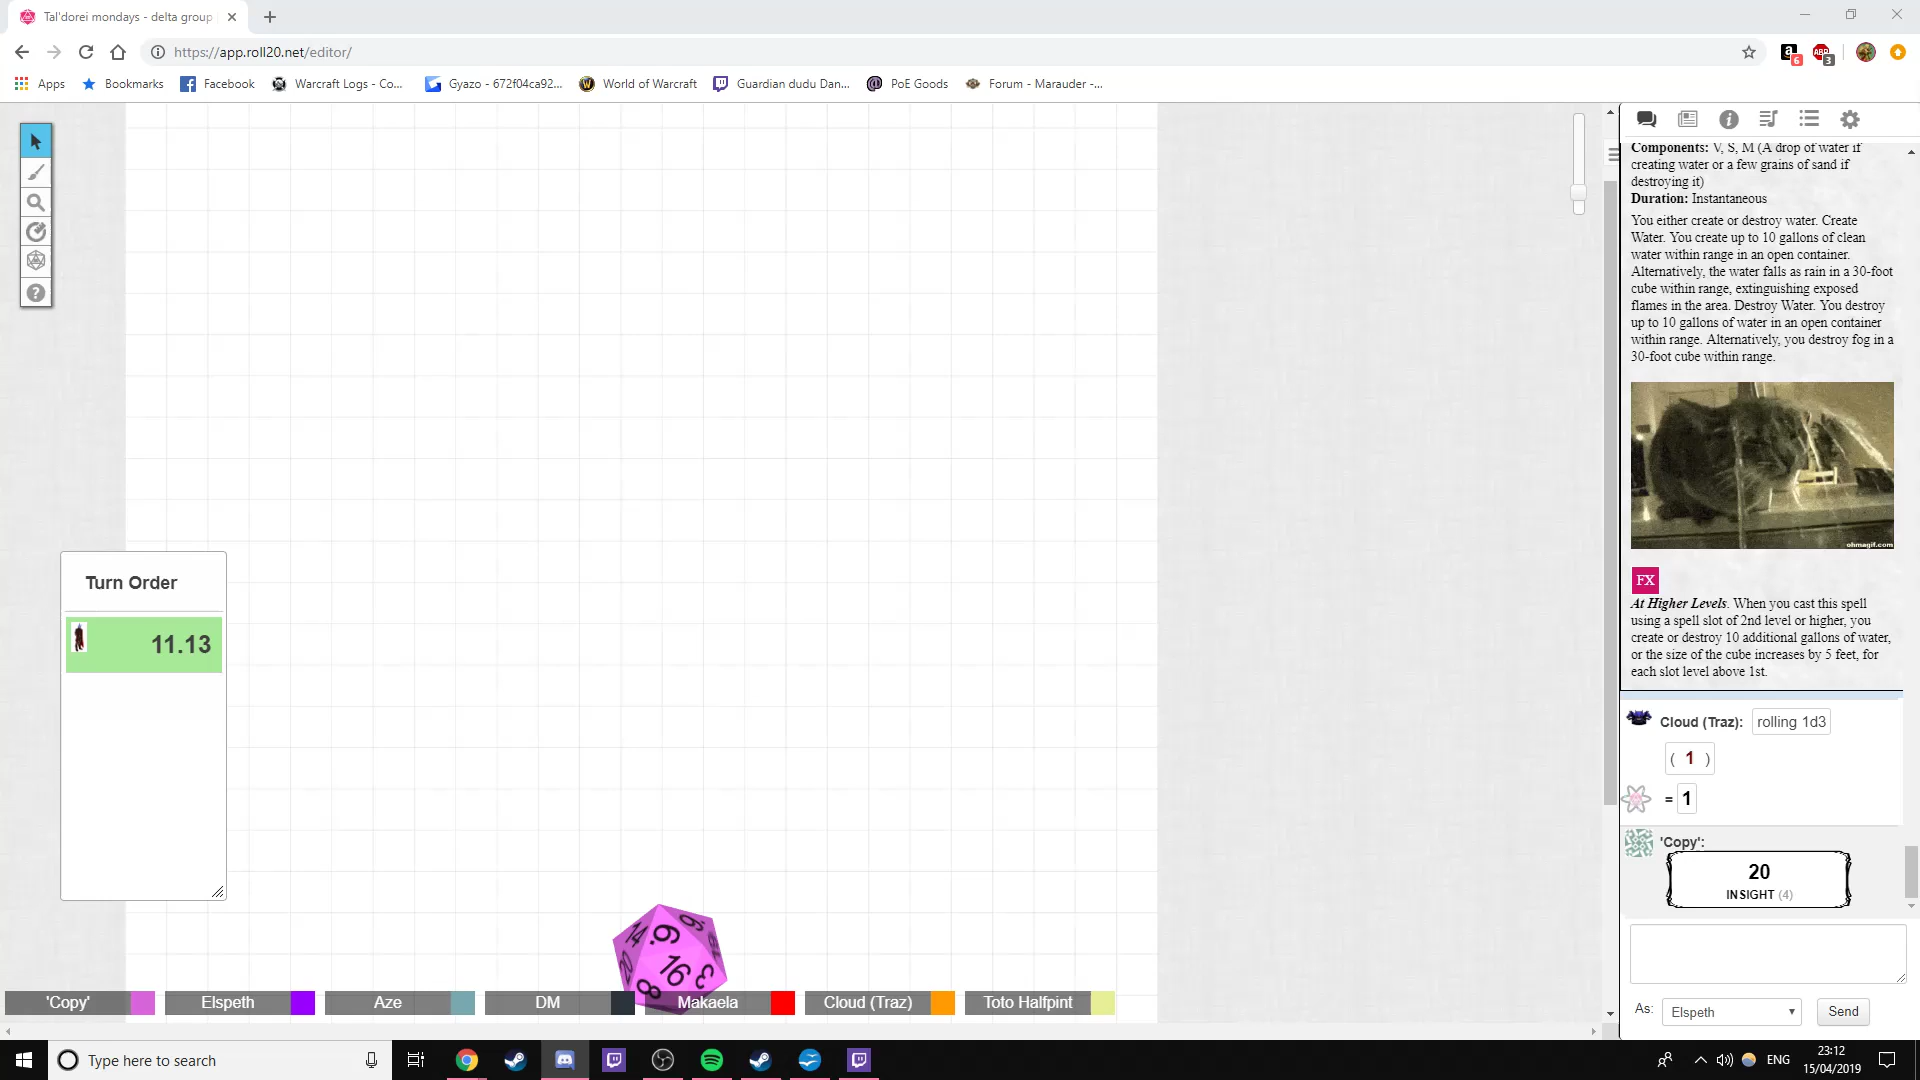 Tal'dorei mondays - delta group
https://app.roll20.net/editor/
6
ABP
3
Apps
Bookmarks
Facebook
Warcraft Logs - Co...
Gyazo - 672f04ca92...
World of Warcraft
Guardian dudu Dan...
PoE Goods
Forum - Marauder -...
Components: V, S, M (A drop of water if
creating water or a few grains of sand if
destroying it)
Duration: Instantaneous
You either create or destroy water. Create
Water. You create up to 10 gallons of clean
water within range in an open container.
Alternatively, the water falls as rain in a 30-foot
cube within range, extinguishing exposed
flames in the area. Destroy Water. You destroy
up to 10 gallons of water in an open container
within range. Alternatively, you destroy fog in a
30-foot cube within range.
ohmagif.com
FX
At Higher Levels. When you cast this spell
using a spell slot of 2nd level or higher, you
create or destroy 10 additional gallons of water,
or the size of the cube increases by 5 feet, for
each slot level above 1st.
Cloud (Traz): rolling 1d3
( 1 )
= 1
'Copy':
20
INSIGHT (4)
As: Elspeth
Send
Turn Order
11.13
14
6.
20
16
3
8
'Copy'
Elspeth
Aze
DM
Makaela
Cloud (Traz)
Toto Halfpint
Type here to search
ENG
23:12
15/04/2019